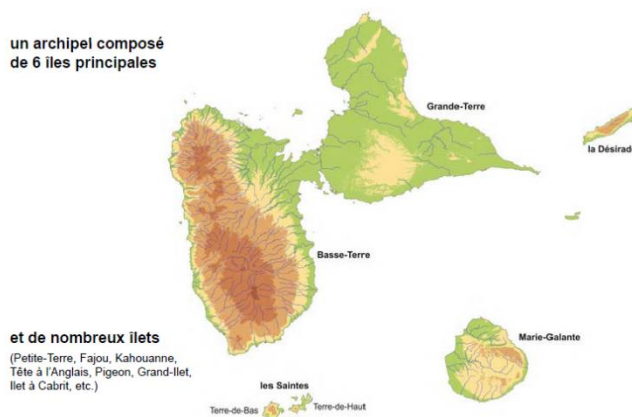 un archipel composé
de 6 îles principales
Grande-Terre
la Désirade
Basse-Terre
et de nombreux îlets
(Petite-Terre, Fajou, Kahouanne,
Tête à l'Anglais, Pigeon, Grand-Ilet,
Ilet à Cabrit, etc.)
Marie-Galante
les Saintes
Terre-de-Bas
Terre-de-Haut